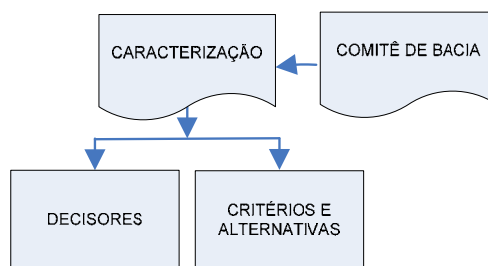 CARACTERIZAÇÃO
COMITÊ DE BACIA
DECISORES
CRITÉRIOS E
ALTERNATIVAS